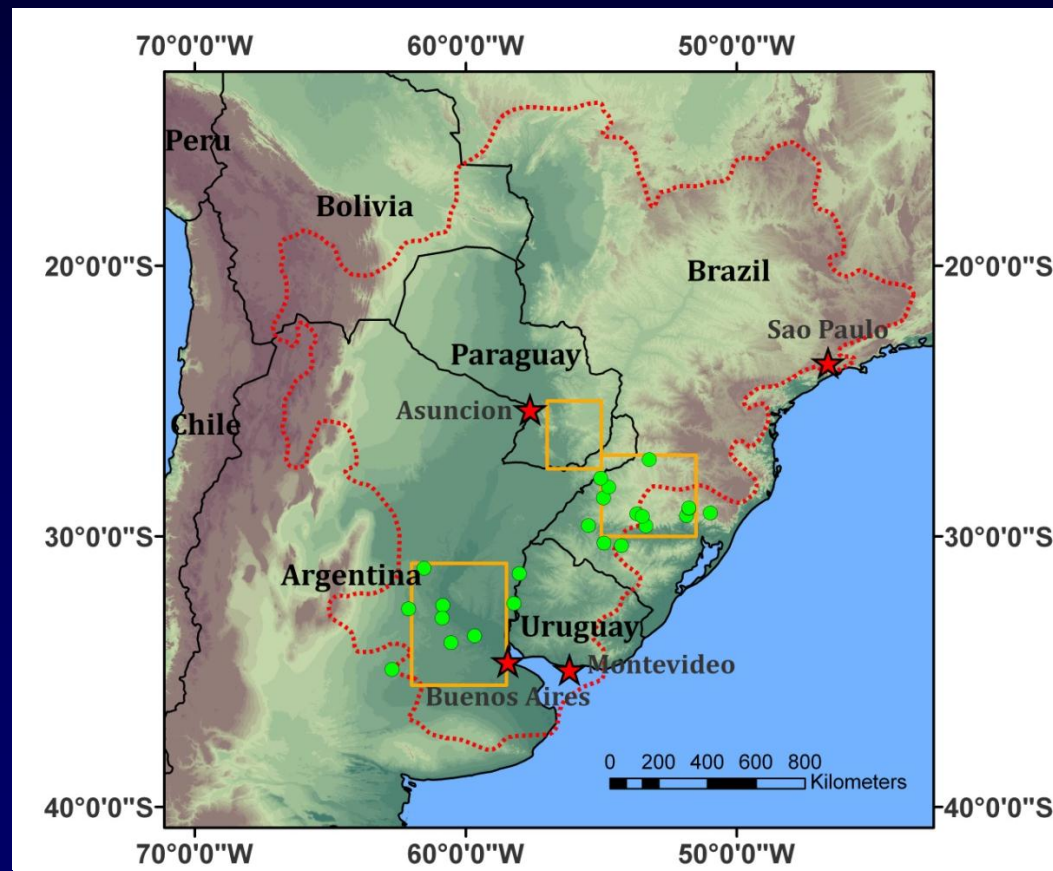 70°0'0"W 60°0'0"W 50°0'0"W
Peru
Bolivia
20°0'0"S 20°0'0"S
Brazil
Sao Paulo
Paraguay
Asuncion
Chile
30°0'0"S 30°0'0"S
Argentina
Uruguay
Montevideo
Buenos Aires
0 200 400 600 800
Kilometers
40°0'0"S 40°0'0"S
70°0'0"W 60°0'0"W 50°0'0"W